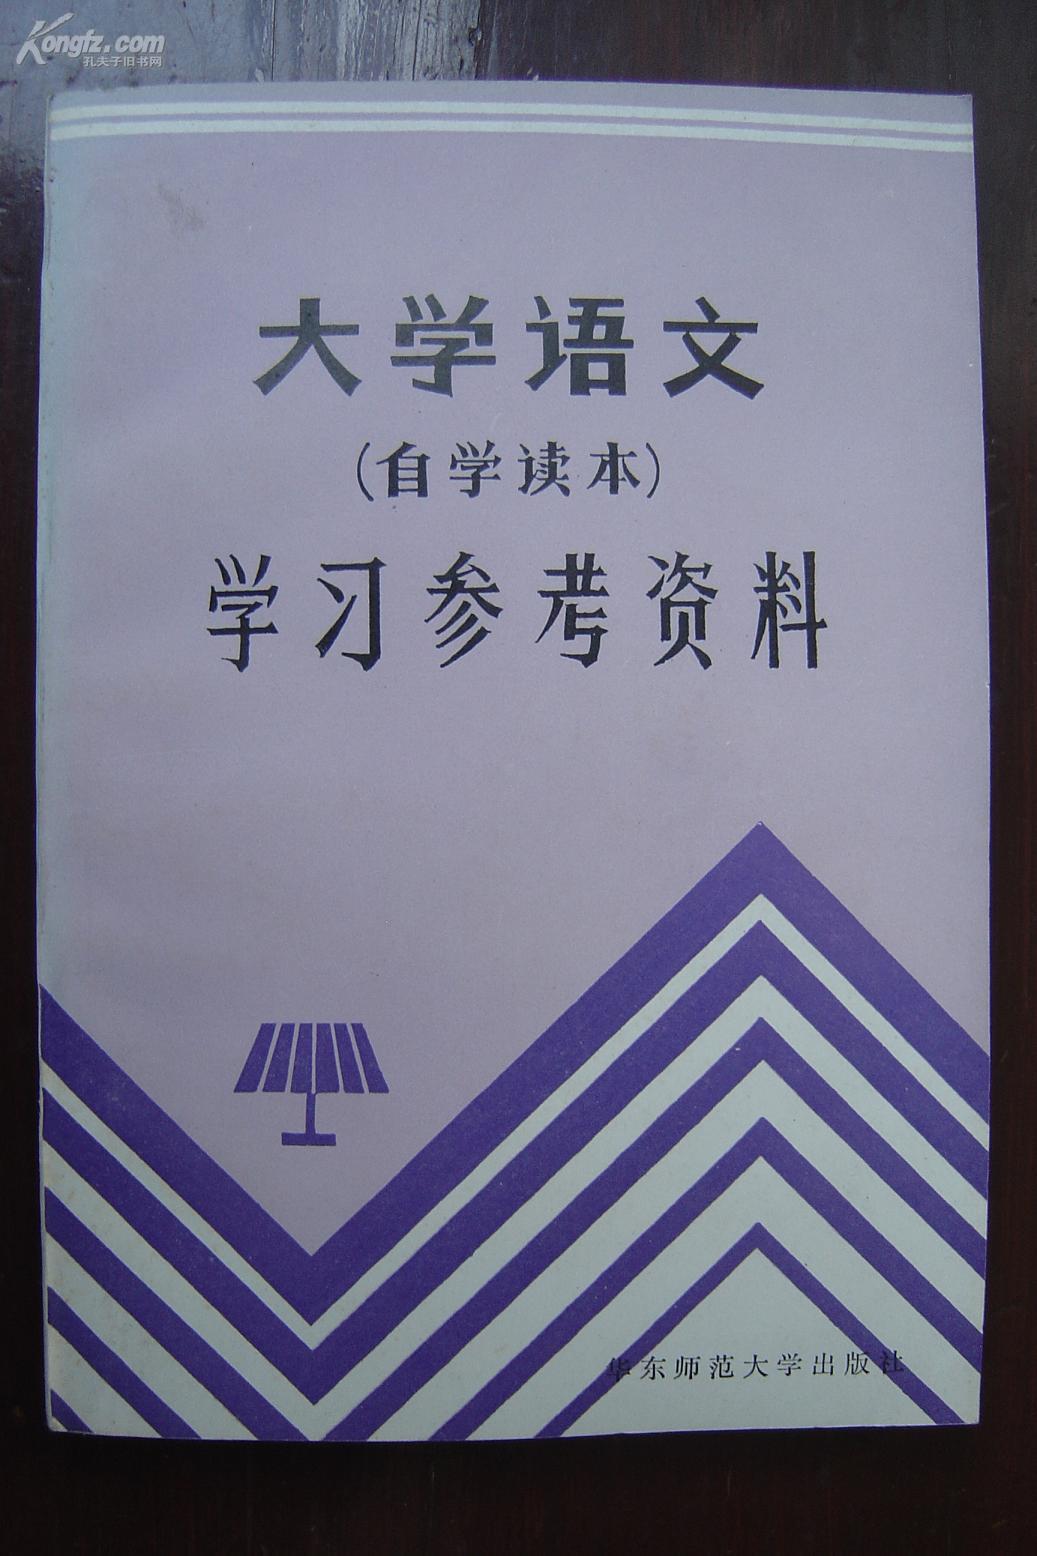 Kongfz.com
孔夫子旧书网
大学语文
(自学读本)
学习参考资料
华东师范大学出版社